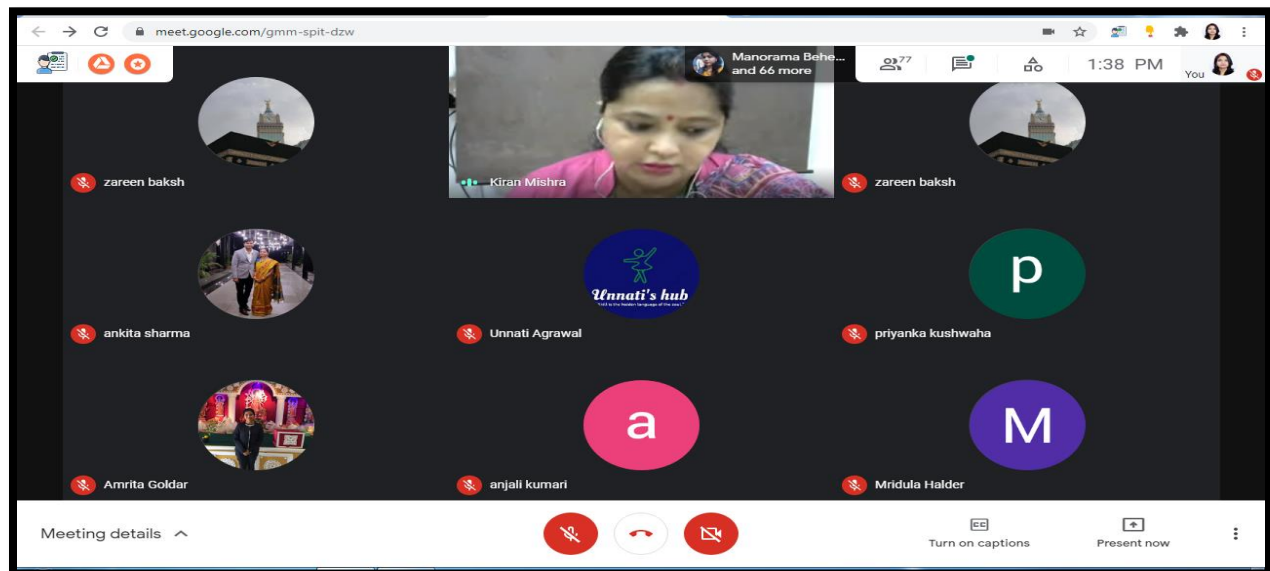 meet.google.com/gmm-spit-dzw
Manorama Behe...
and 66 more
77
1:38 PM
You
zareen baksh
Kiran Mishra
zareen baksh
ankita sharma
Unnati's hub
Unnati Agrawal
p
priyanka kushwaha
Amrita Goldar
a
anjali kumari
M
Mridula Halder
Meeting details
CC
Turn on captions
Present now